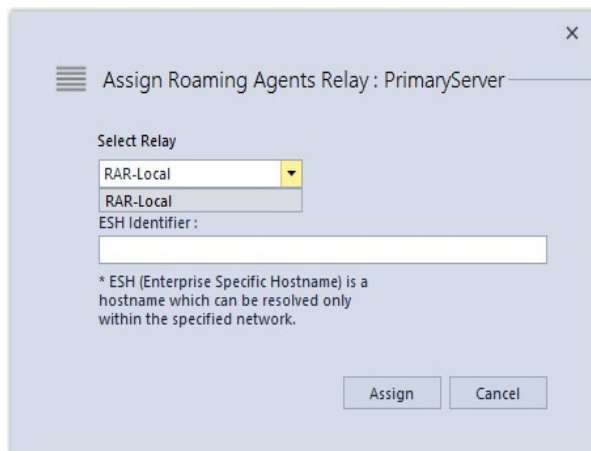 Assign Roaming Agents Relay : PrimaryServer
Select Relay
RAR-Local
RAR-Local
ESH Identifier :
* ESH (Enterprise Specific Hostname) is a
hostname which can be resolved only
within the specified network.
Assign
Cancel